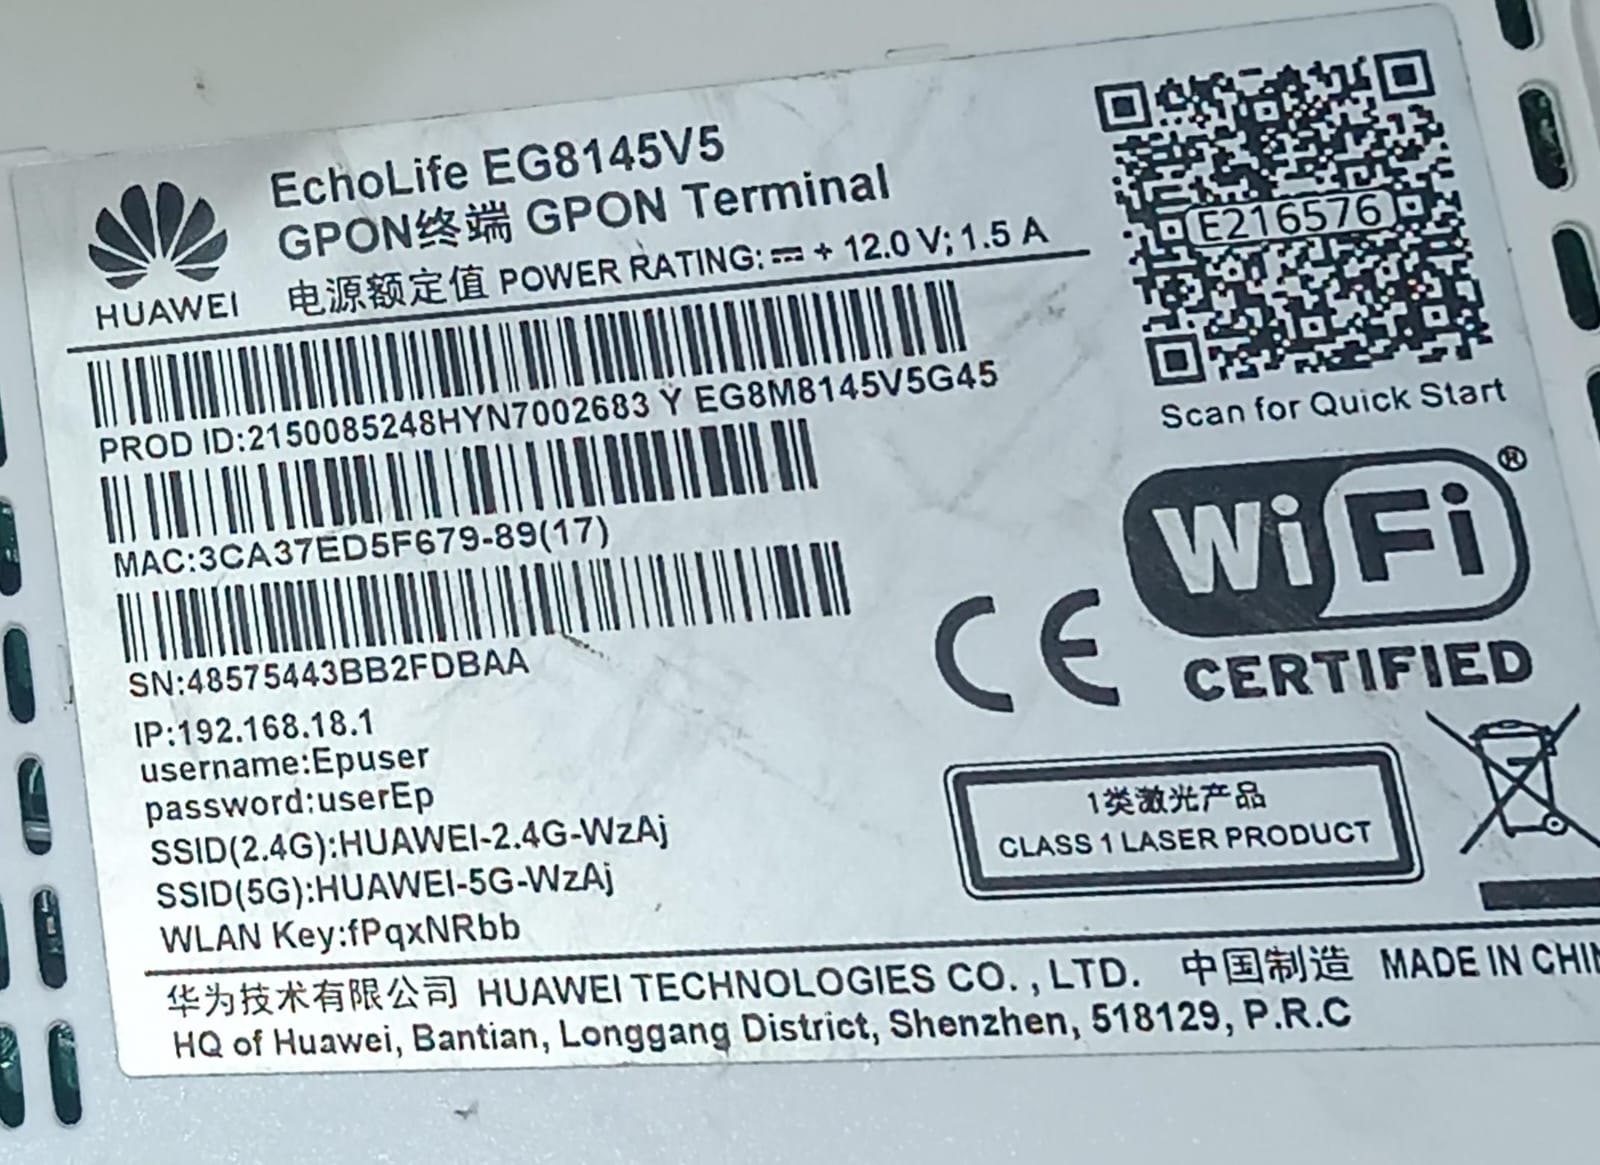 HUAWEI
EchoLife EG8145V5
GPON终端 GPON Terminal
电源额定值 POWER RATING: ⎓ + 12.0 V; 1.5 A
PROD ID:2150085248HYN7002683 Y EG8M8145V5G45
MAC:3CA37ED5F679-89(17)
SN:48575443BB2FDBAA
IP:192.168.18.1
username:Epuser
password:userEp
SSID(2.4G):HUAWEI-2.4G-WzAj
SSID(5G):HUAWEI-5G-WzAj
WLAN Key:fPqxNRbb
E216576
Scan for Quick Start
WiFi®
CERTIFIED
CE
1类激光产品
CLASS 1 LASER PRODUCT
华为技术有限公司 HUAWEI TECHNOLOGIES CO. , LTD. 中国制造 MADE IN
HQ of Huawei, Bantian, Longgang District, Shenzhen, 518129, P.R.C